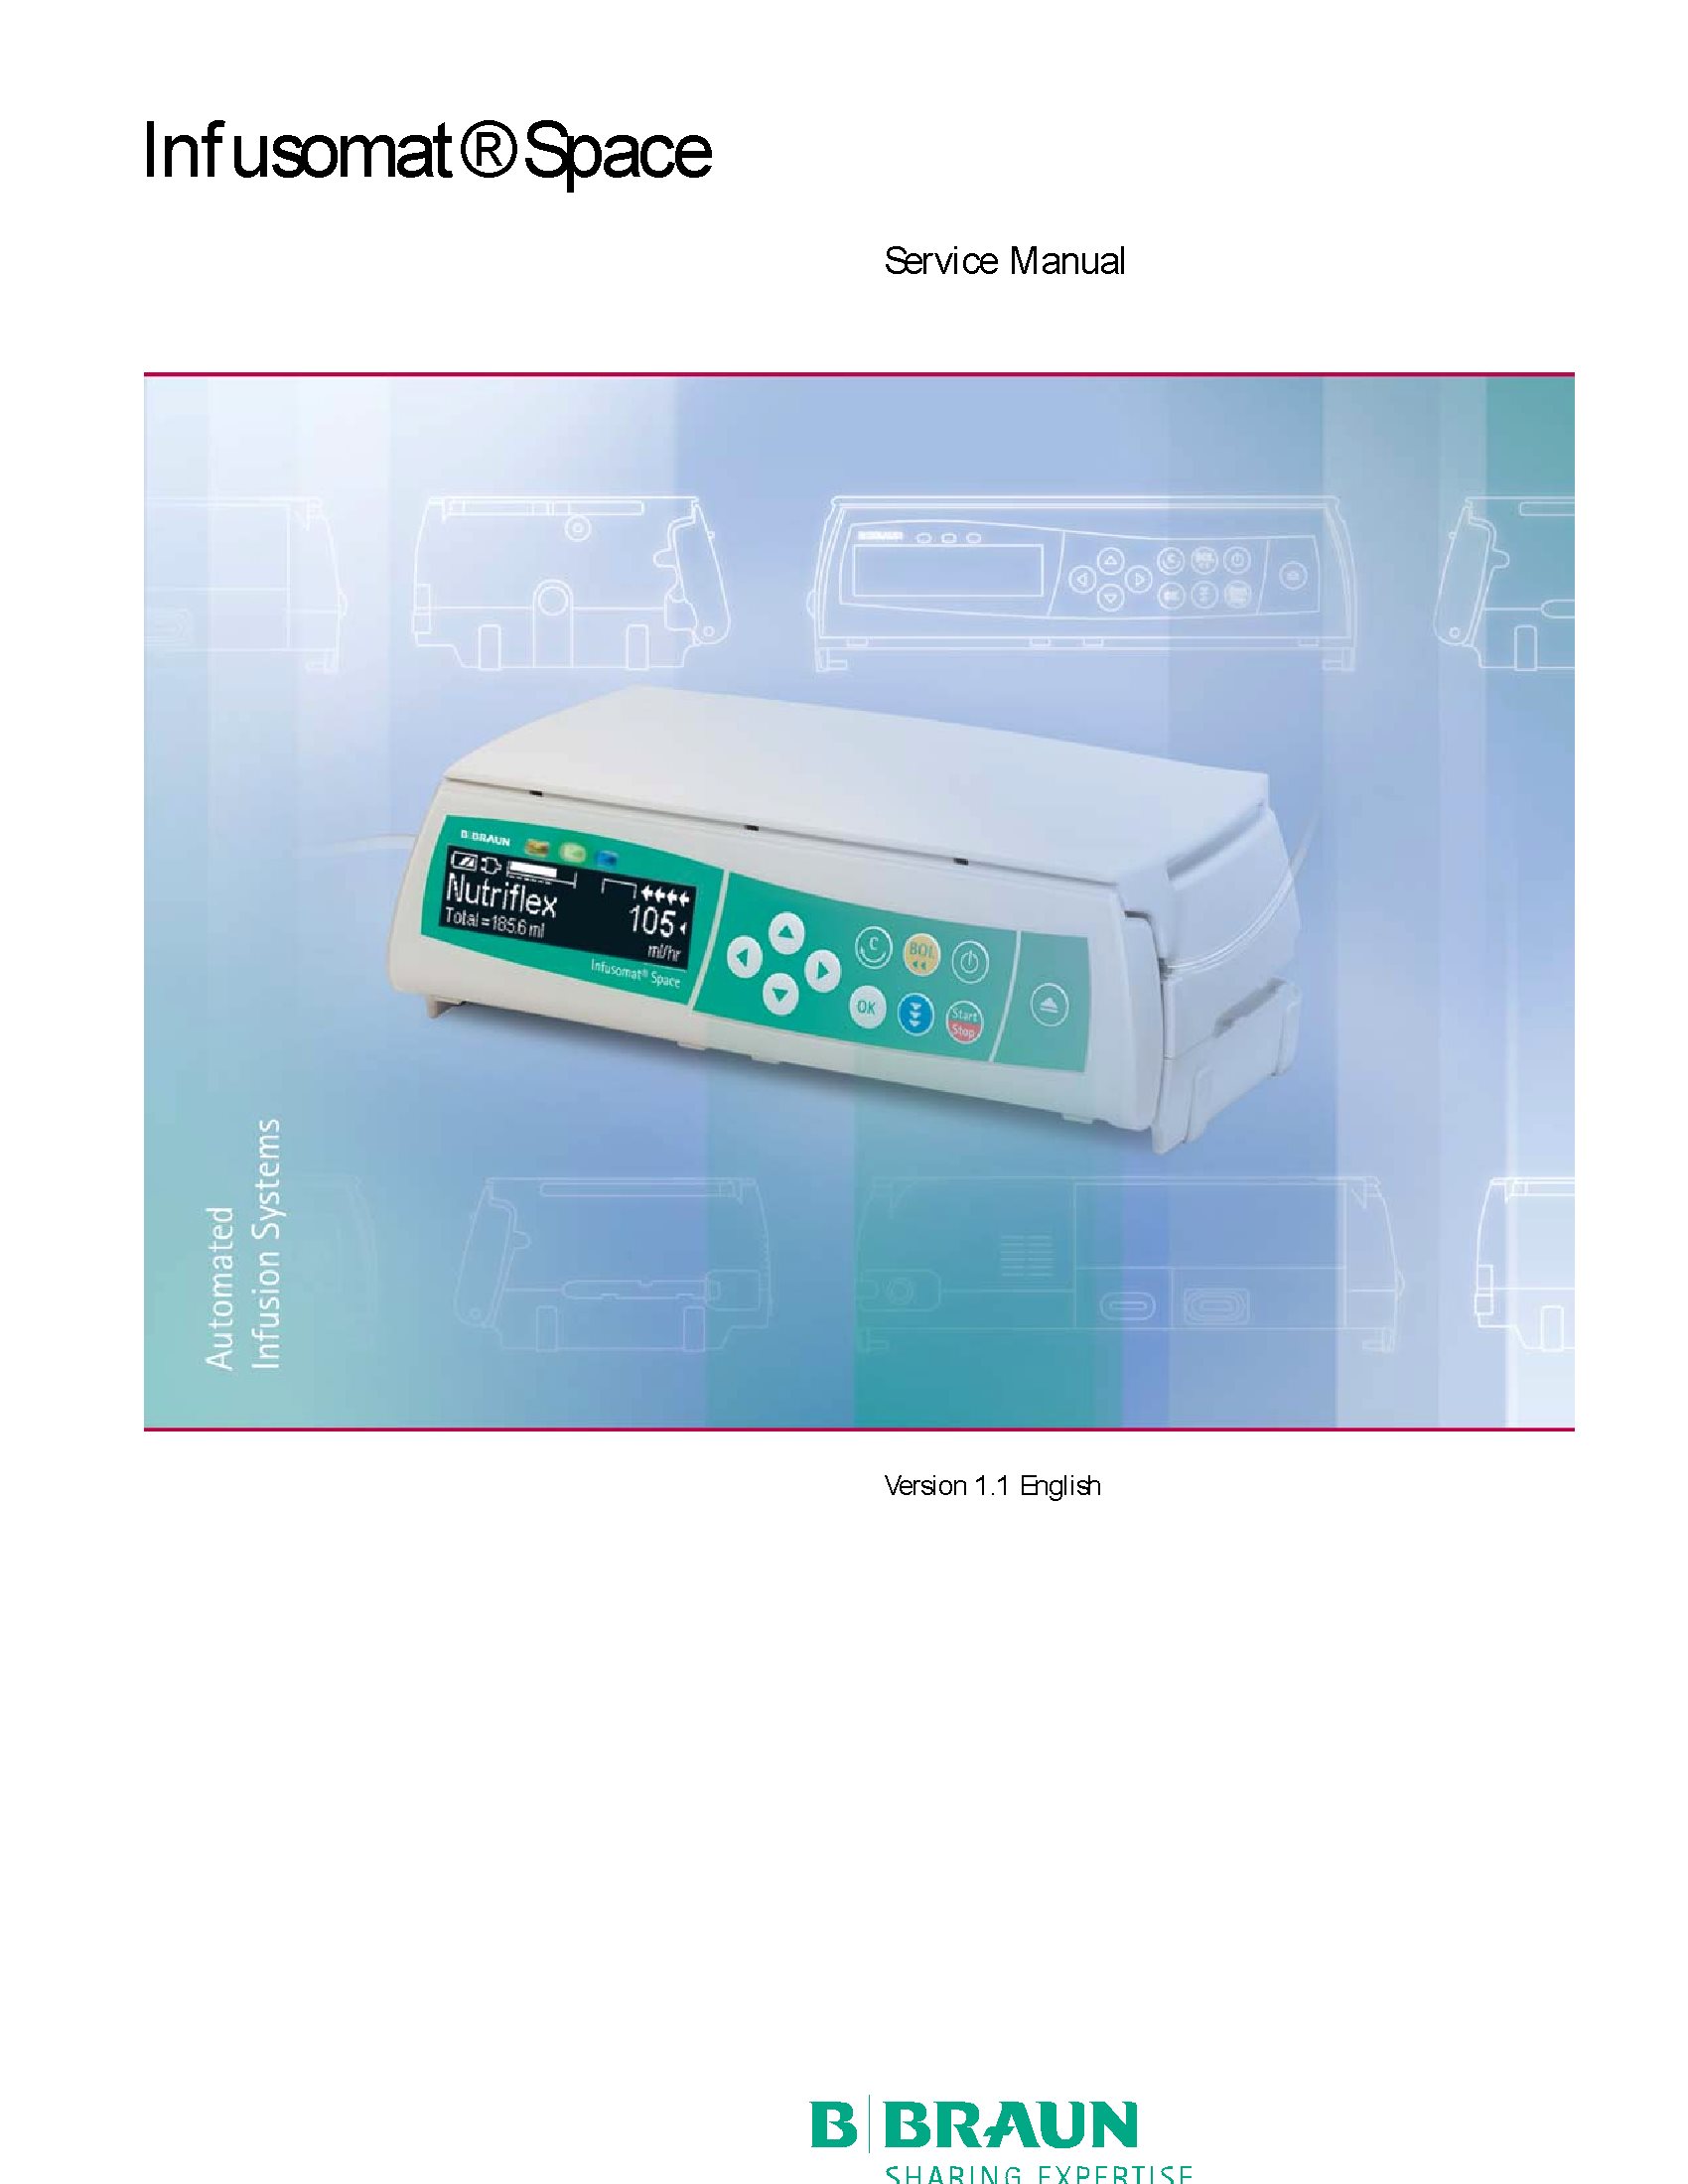 Infusomat® Space
Service Manual
B BRAUN
Nutriflex
105
Total =185.6 ml
ml/hr
Infusomat® Space
C
BOL
OK
Start
Stop
Automated
Infusion Systems
Version 1.1 English
B BRAUN
SHARING EXPERTISE